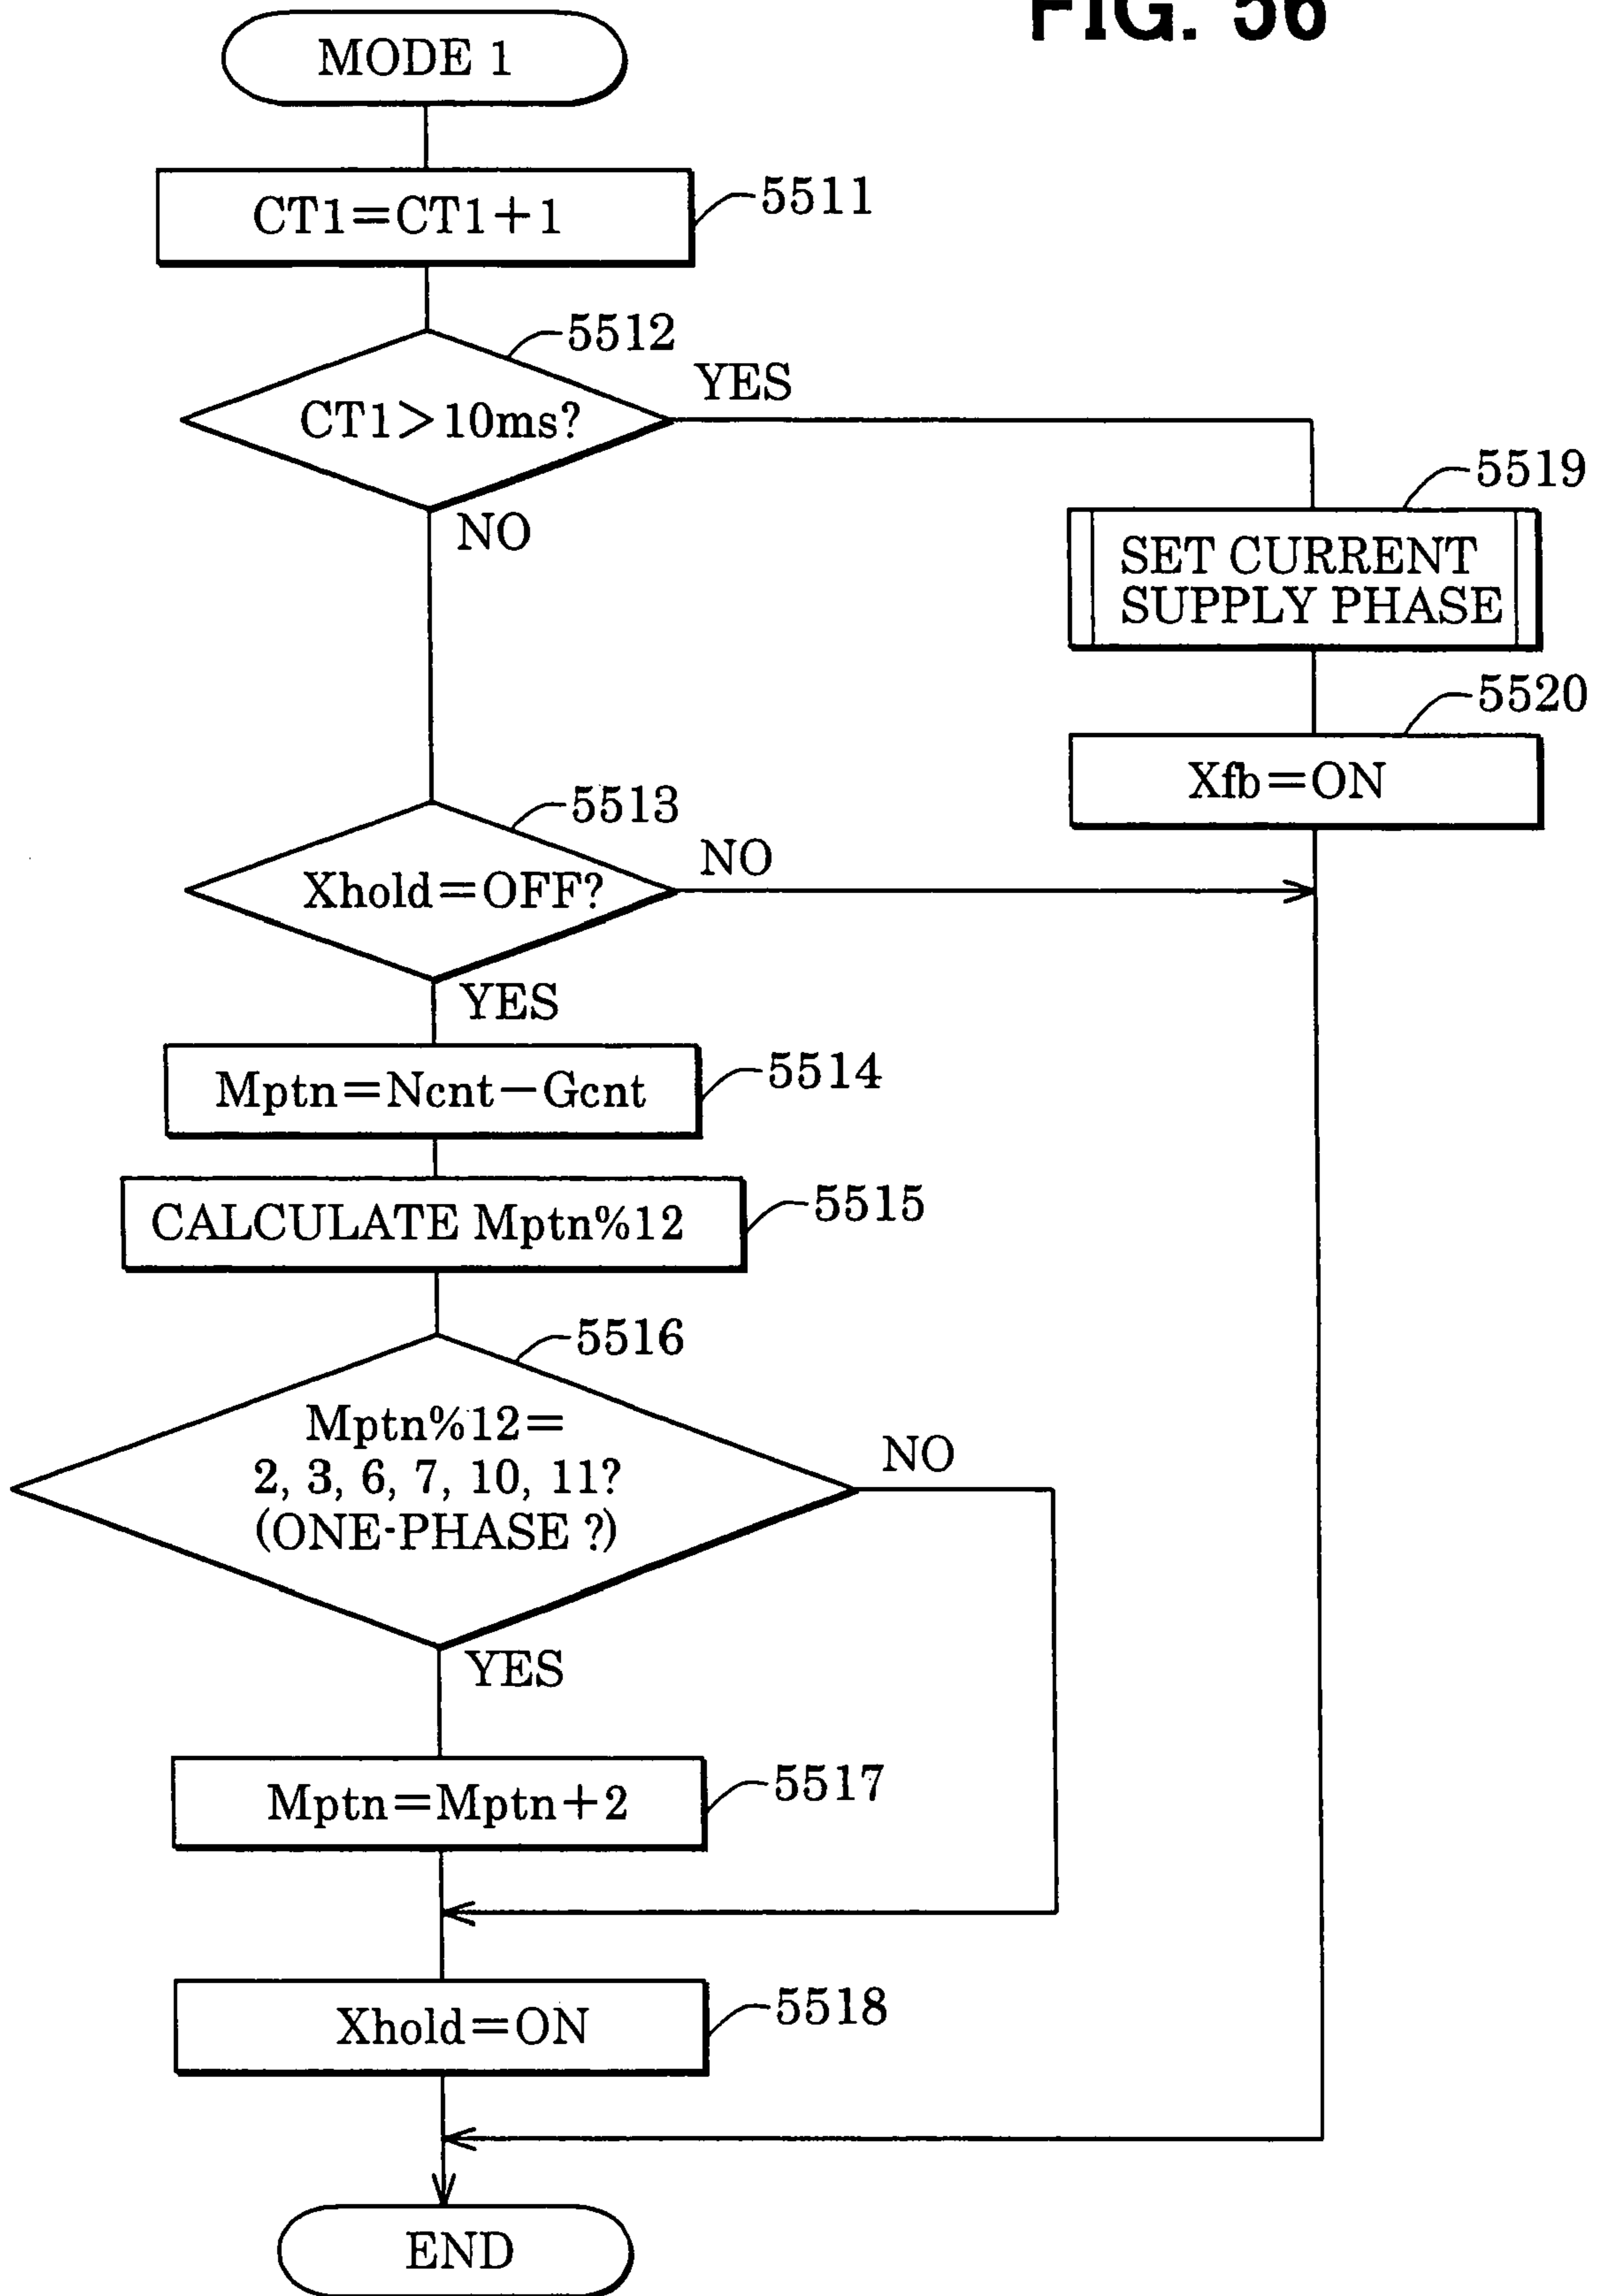 FIG. 56
MODE 1
CT1=CT1+1
5511
5512
CT1>10ms?
YES
NO
5519
SET CURRENT
SUPPLY PHASE
5520
Xfb=ON
5513
Xhold=OFF?
NO
YES
Mptn=Ncnt-Gcnt
5514
CALCULATE Mptn%12
5515
5516
Mptn%12=
2, 3, 6, 7, 10, 11?
(ONE-PHASE ?)
NO
YES
Mptn=Mptn+2
5517
Xhold=ON
5518
END